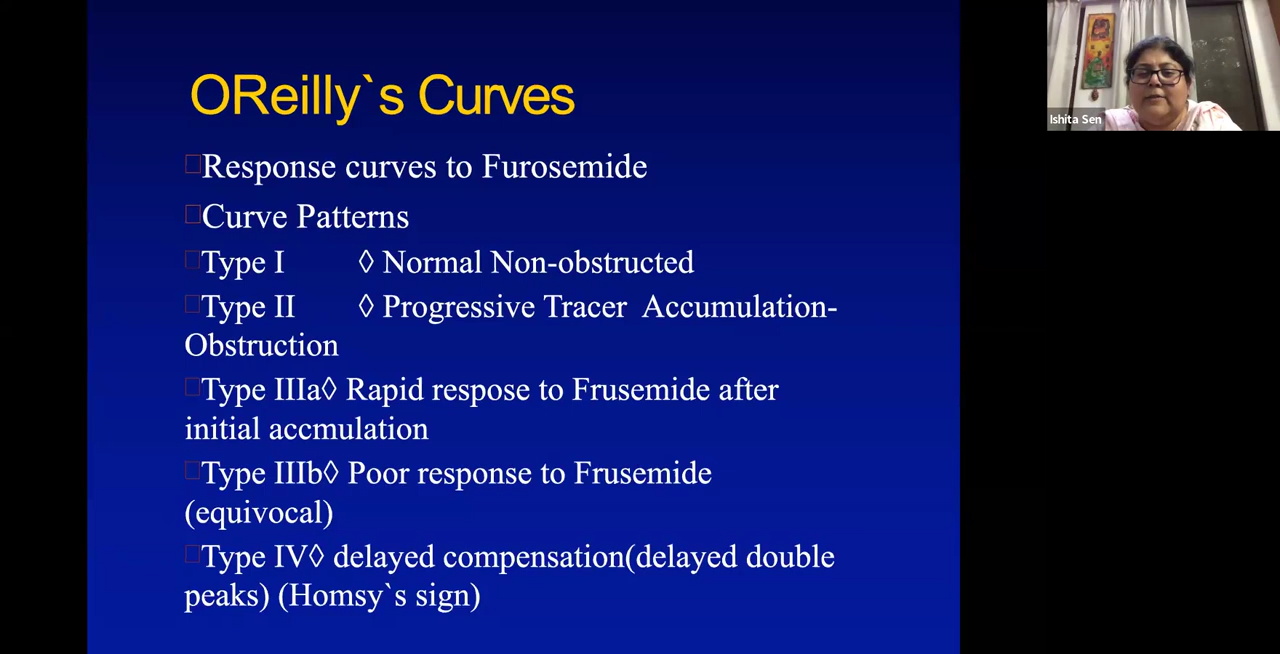 OReilly`s Curves
Ishita Sen
Response curves to Furosemide
Curve Patterns
Type I ◊ Normal Non-obstructed
Type II ◊ Progressive Tracer Accumulation-
Obstruction
Type IIIa◊ Rapid respose to Frusemide after
initial accmulation
Type IIIb◊ Poor response to Frusemide
(equivocal)
Type IV◊ delayed compensation(delayed double
peaks) (Homsy`s sign)